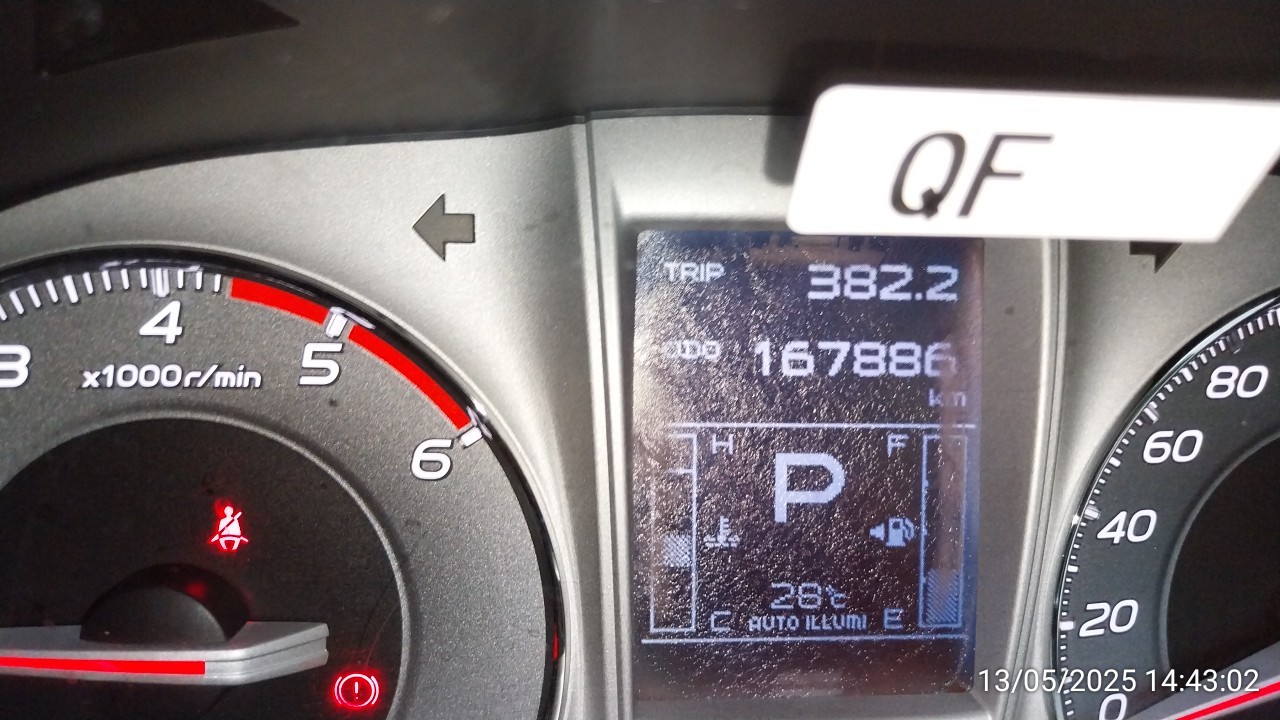 QF
TRIP 382.2
ODO 167886
km
H F
P
28℃
C AUTO ILLUMI E
3 4 5 6
x1000r/min
80
60
40
20
0
13/05/2025 14:43:02